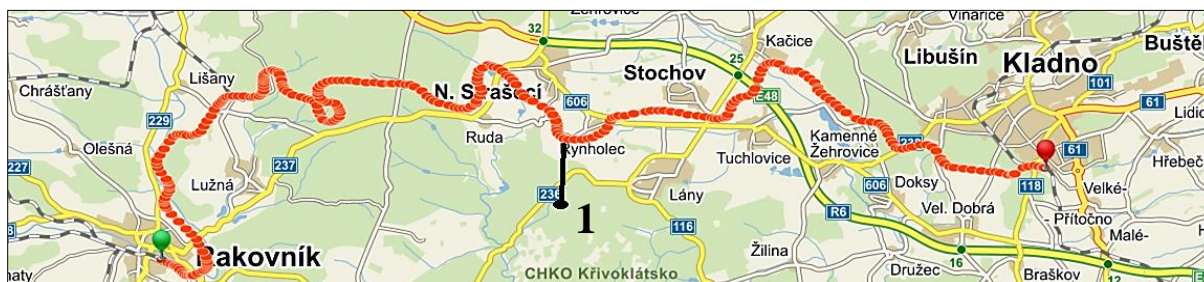 Žehrovice
Vinařice
32
Kačice
Buštěh
Lišany
25
Libušín
Kladno
Chrášťany
Stochov
101
N. Strašecí
E48
61
606
Lidic
229
Ruda
Rynholec
Kamenné
Žehrovice
61
Olešná
Tuchlovice
Hřebeč
227
237
118
Lužná
236
Lány
606
Doksy
Velké-
1
116
Vel. Dobrá
Přítočno
R6
Malé-
Rakovník
Žilina
CHKO Křivoklátsko
Družec
16
Braškov
12